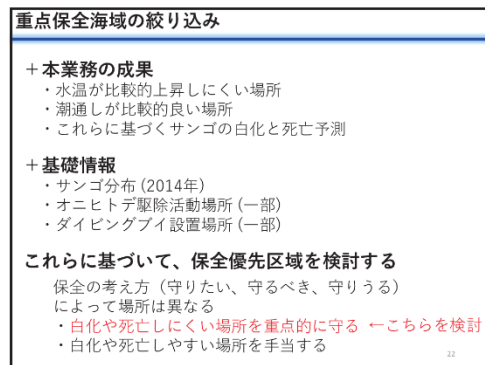 重点保全海域の絞り込み
+本業務の成果
・水温が比較的上昇しにくい場所
・潮通しが比較的良い場所
・これらに基づくサンゴの白化と死亡予測
+基礎情報
・サンゴ分布 (2014年)
・オニヒトデ駆除活動場所 (一部)
・ダイビングブイ設置場所 (一部)
これらに基づいて、保全優先区域を検討する
保全の考え方（守りたい、守るべき、守りうる）
によって場所は異なる
・白化や死亡しにくい場所を重点的に守る ←こちらを検討
・白化や死亡しやすい場所を手当する
22